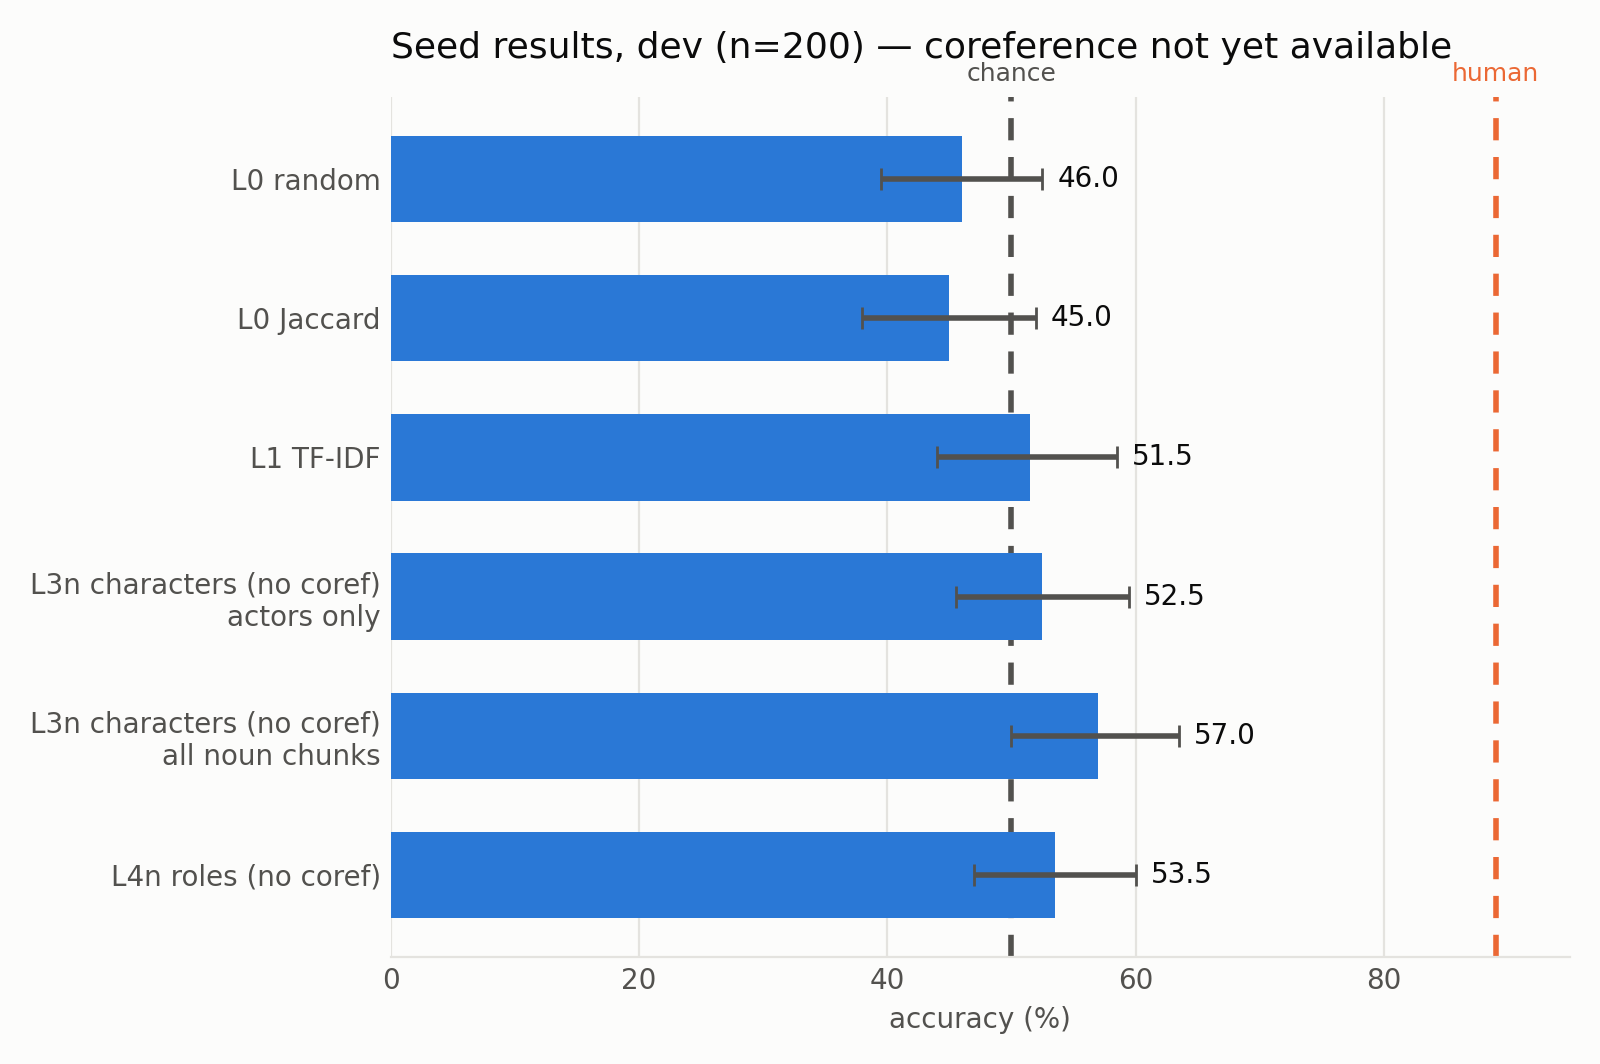 Seed results, dev (n=200) — coreference not yet available
chance
human
L0 random
46.0
L0 Jaccard
45.0
L1 TF-IDF
51.5
L3n characters (no coref)
actors only
52.5
L3n characters (no coref)
all noun chunks
57.0
L4n roles (no coref)
53.5
0 20 40 60 80
accuracy (%)